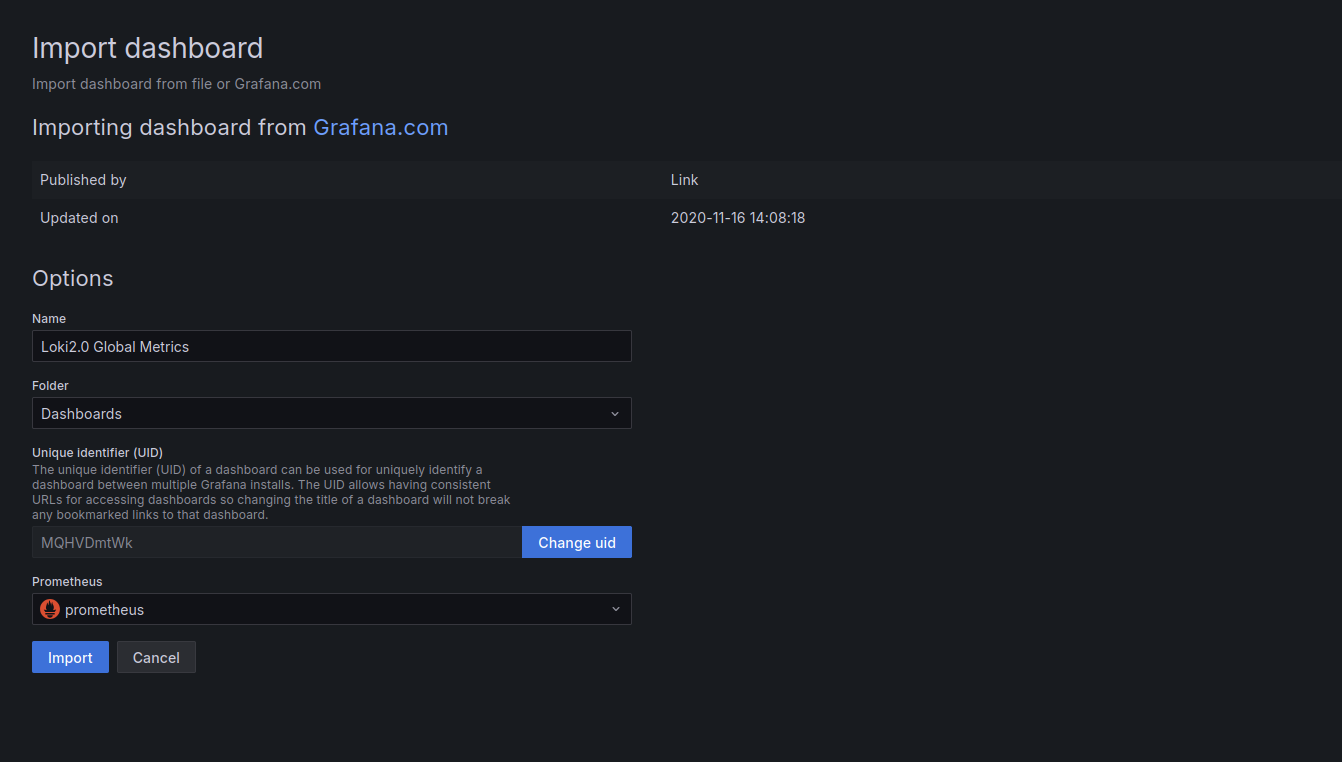 Import dashboard
Import dashboard from file or Grafana.com
Importing dashboard from Grafana.com
Published by Link
Updated on 2020-11-16 14:08:18
Options
Name
Loki2.0 Global Metrics
Folder
Dashboards
Unique identifier (UID)
The unique identifier (UID) of a dashboard can be used for uniquely identify a
dashboard between multiple Grafana installs. The UID allows having consistent
URLs for accessing dashboards so changing the title of a dashboard will not break
any bookmarked links to that dashboard.
MQHVDmtWk Change uid
Prometheus
prometheus
Import Cancel